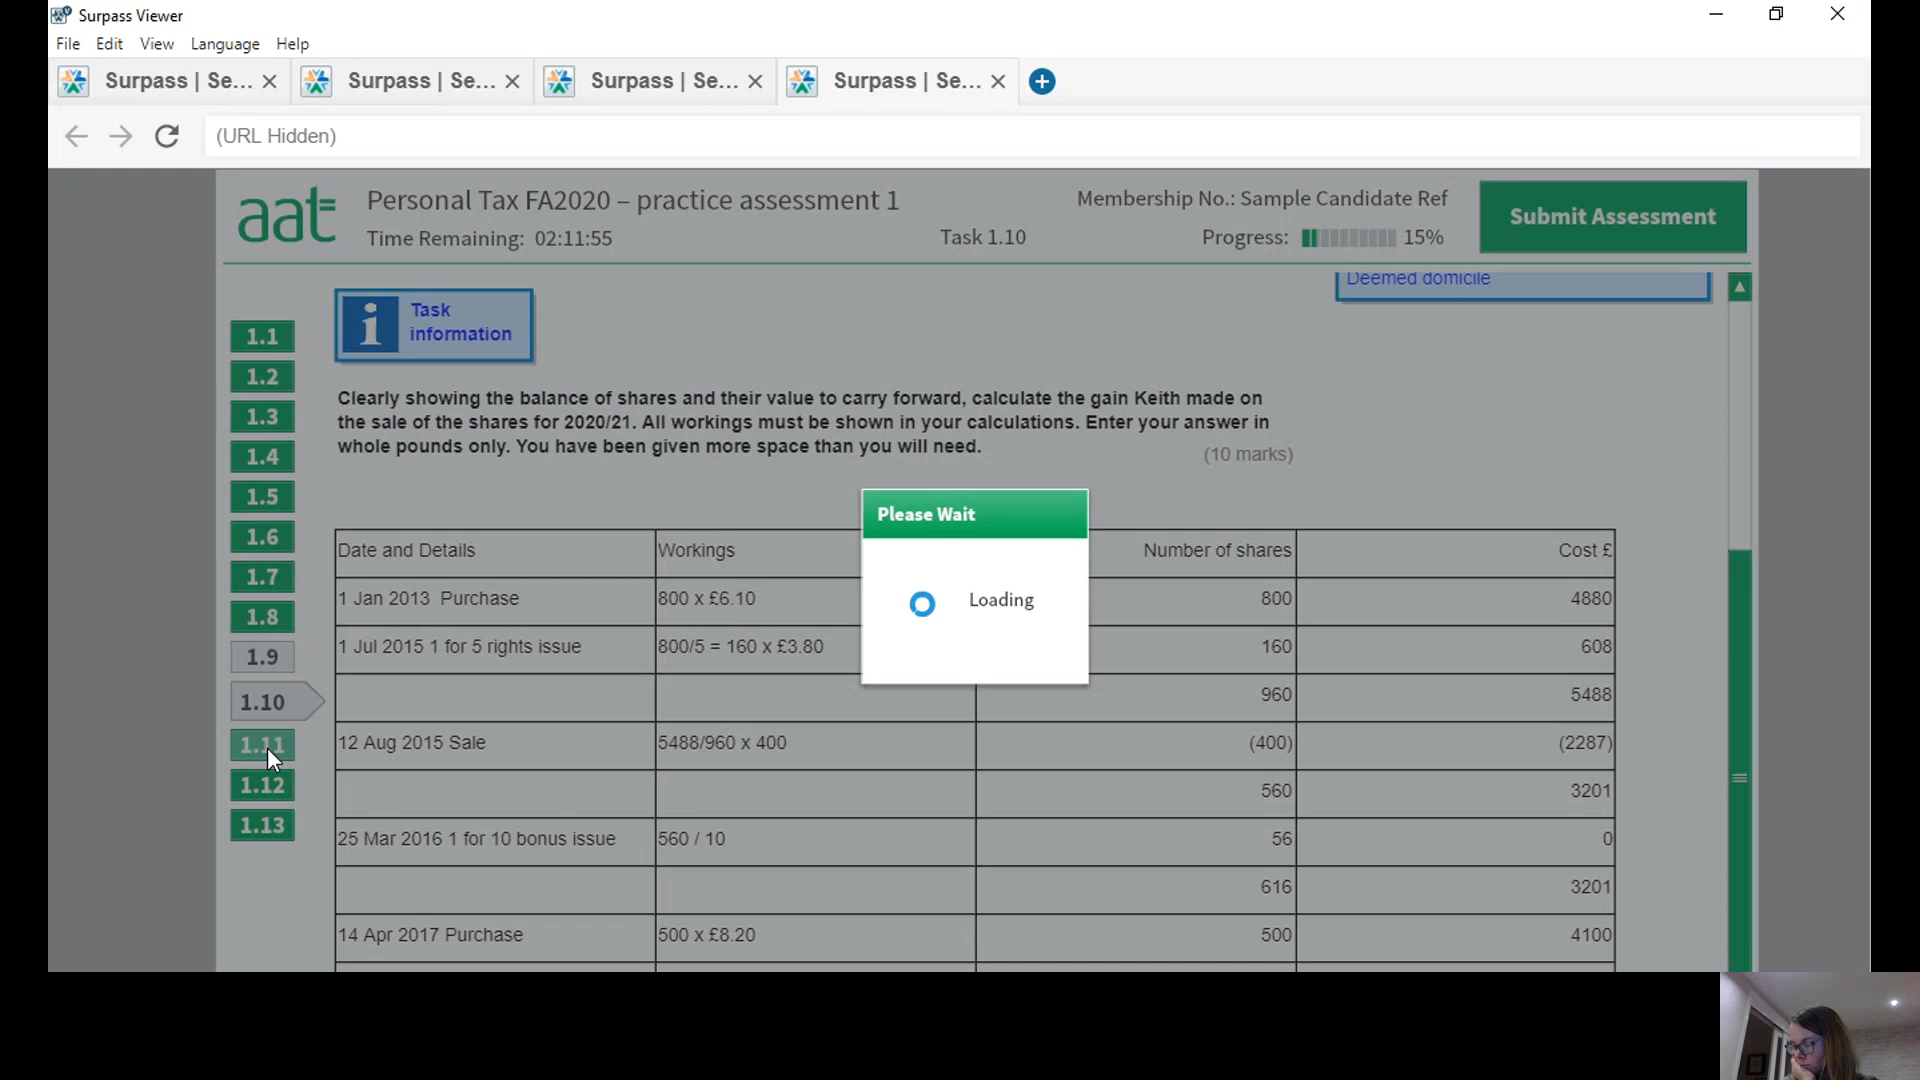 Surpass Viewer
File Edit View Language Help
Surpass | Se... Surpass | Se... Surpass | Se... Surpass | Se...
(URL Hidden)
aat
Personal Tax FA2020 – practice assessment 1
Membership No.: Sample Candidate Ref
Submit Assessment
Time Remaining: 02:11:55
Task 1.10
Progress: 15%
Deemed domicile
i
Task
information
1.1
1.2
1.3
1.4
1.5
1.6
1.7
1.8
1.9
1.10
1.11
1.12
1.13
Clearly showing the balance of shares and their value to carry forward, calculate the gain Keith made on
the sale of the shares for 2020/21. All workings must be shown in your calculations. Enter your answer in
whole pounds only. You have been given more space than you will need.
(10 marks)
Please Wait
Loading
Date and Details Workings Number of shares Cost £
1 Jan 2013 Purchase 800 x £6.10 800 4880
1 Jul 2015 1 for 5 rights issue 800/5 = 160 x £3.80 160 608
960 5488
12 Aug 2015 Sale 5488/960 x 400 (400) (2287)
560 3201
25 Mar 2016 1 for 10 bonus issue 560 / 10 56 0
616 3201
14 Apr 2017 Purchase 500 x £8.20 500 4100